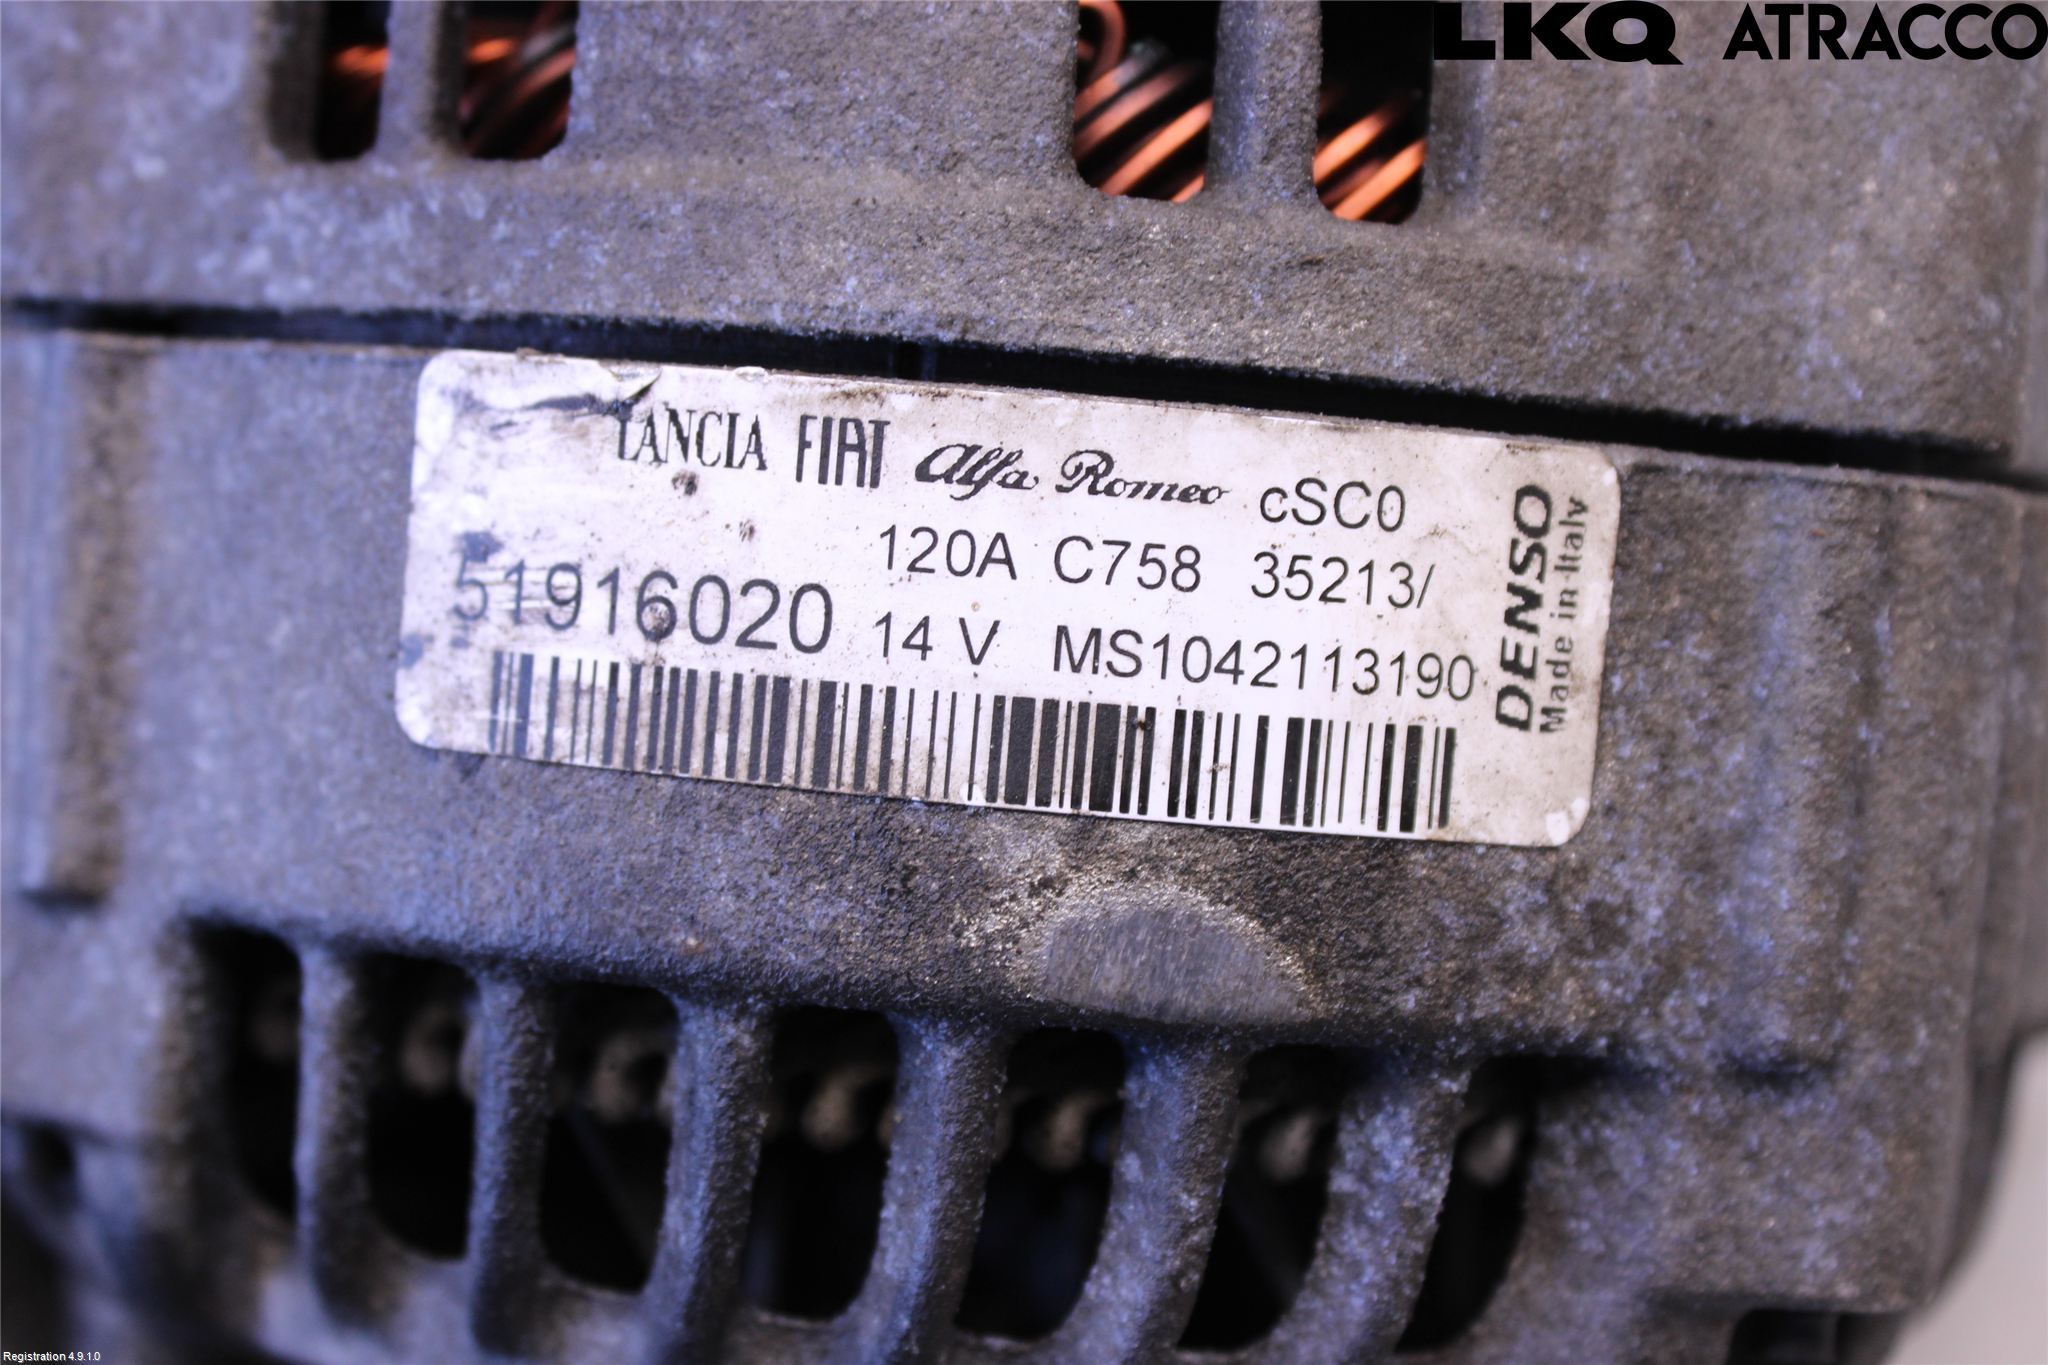 LKQ ATRACCO
LANCIA FIAT Alfa Romeo cSC0
120A C758 35213/
51916020 14 V MS1042113190
DENSO
Made in Italy
Registration 4.9.1.0